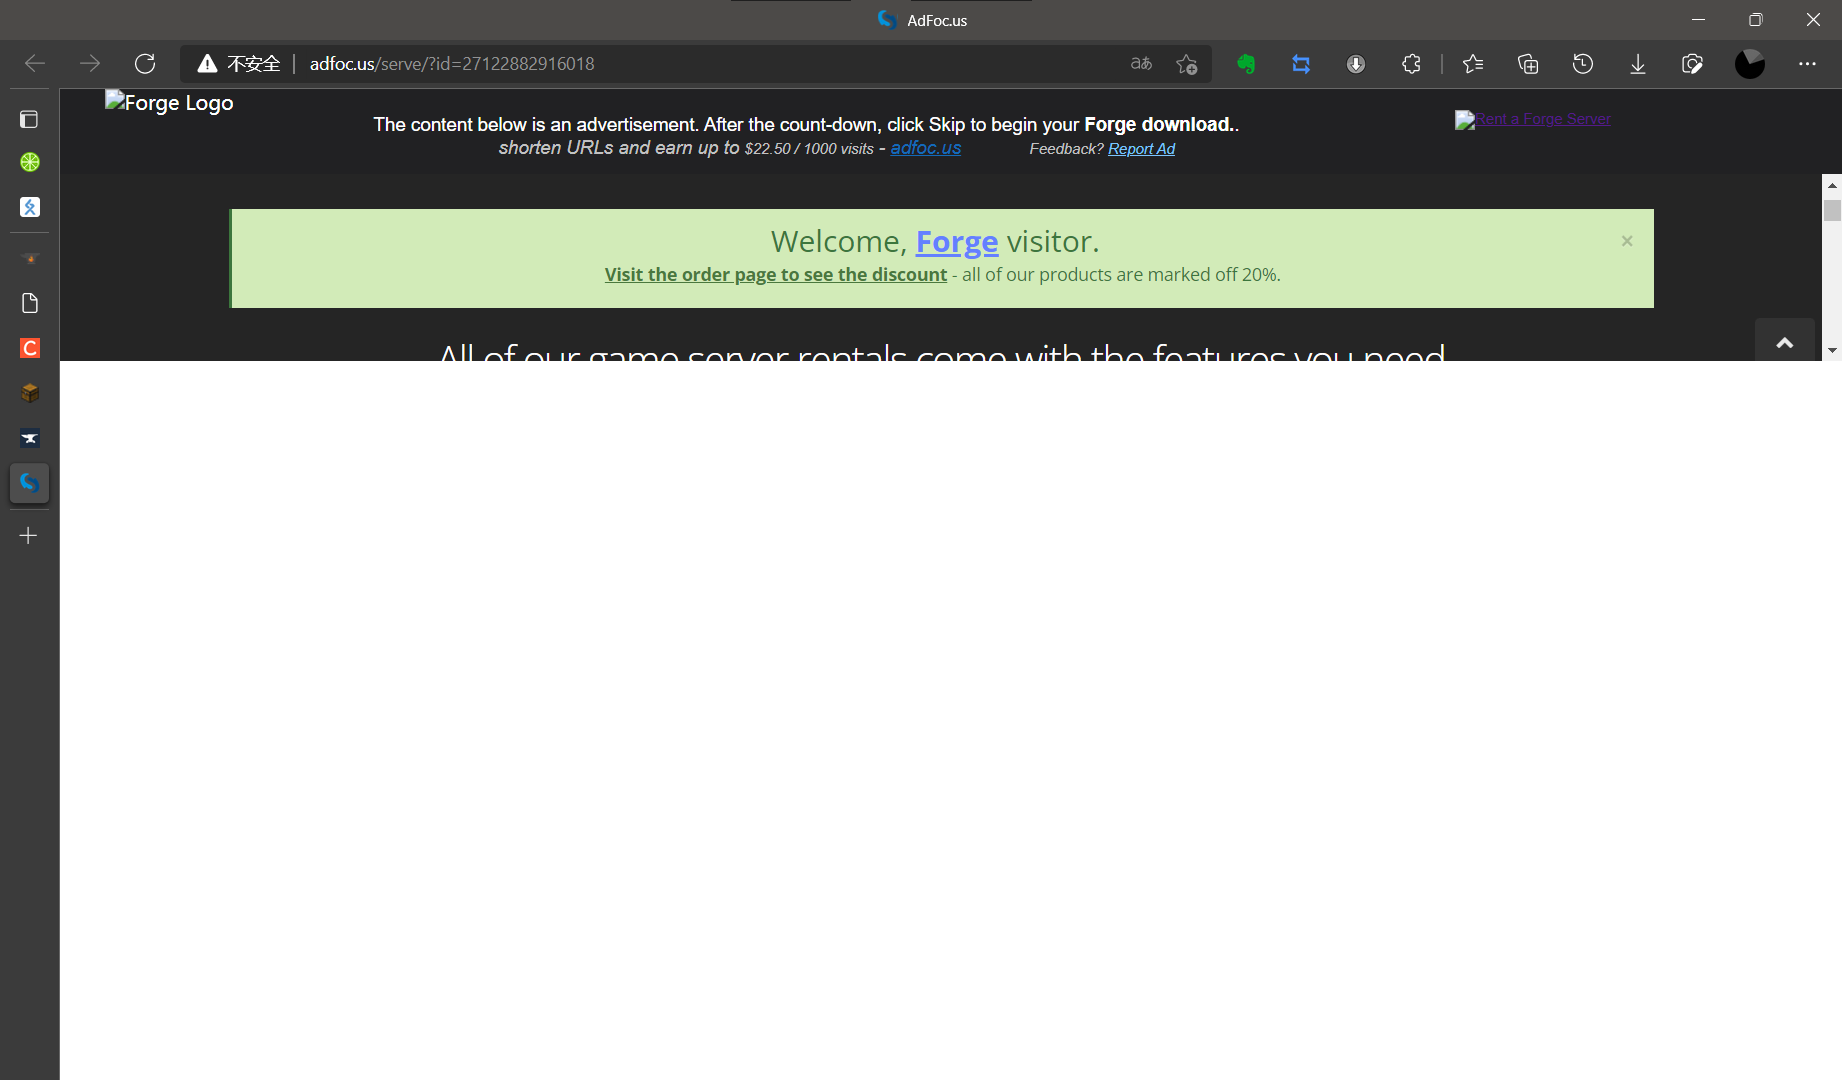 AdFoc.us
不安全
adfoc.us/serve/?id=27122882916018
aあ
Forge Logo
The content below is an advertisement. After the count-down, click Skip to begin your Forge download..
shorten URLs and earn up to $22.50 / 1000 visits - adfoc.us Feedback? Report Ad
Rent a Forge Server
Welcome, Forge visitor.
×
Visit the order page to see the discount - all of our products are marked off 20%.
All of our game server rentals come with the features you need
C